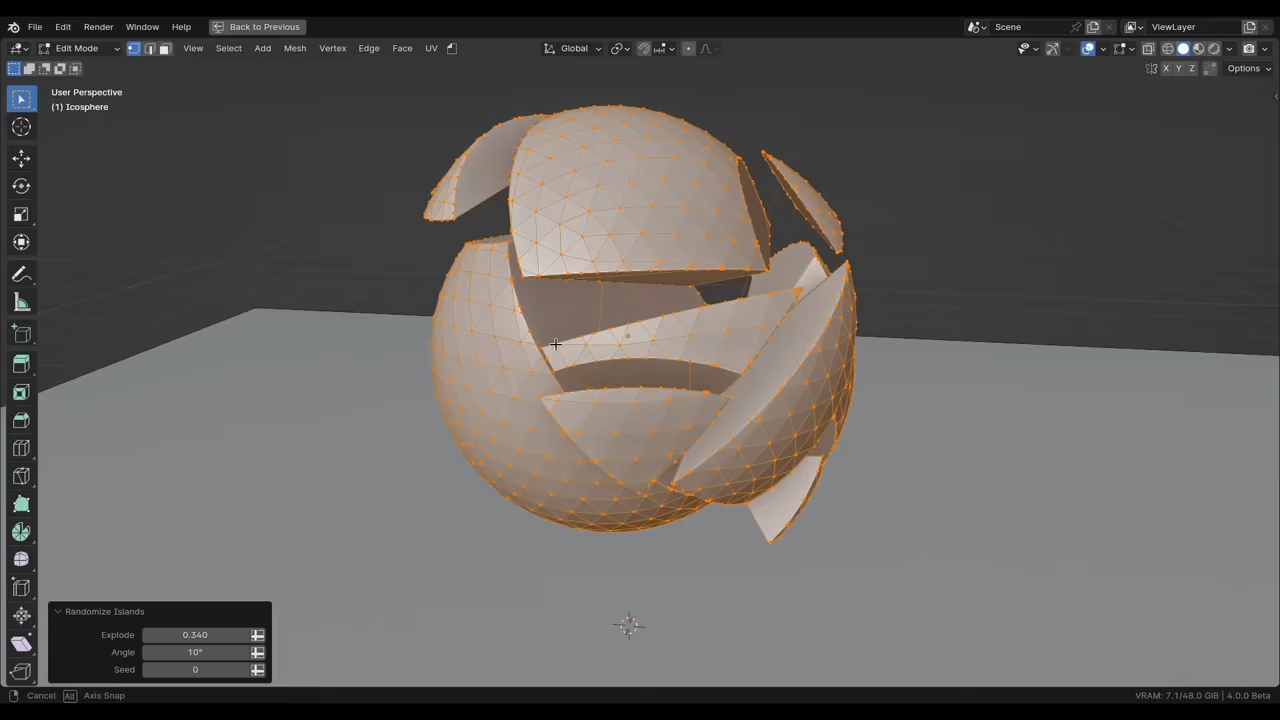 File Edit Render Window Help Back to Previous Scene ViewLayer
Edit Mode View Select Add Mesh Vertex Edge Face UV Global
X Y Z Options
User Perspective
(1) Icosphere
Randomize Islands
Explode 0.340
Angle 10°
Seed 0
Cancel Alt Axis Snap VRAM: 7.1/48.0 GiB | 4.0.0 Beta